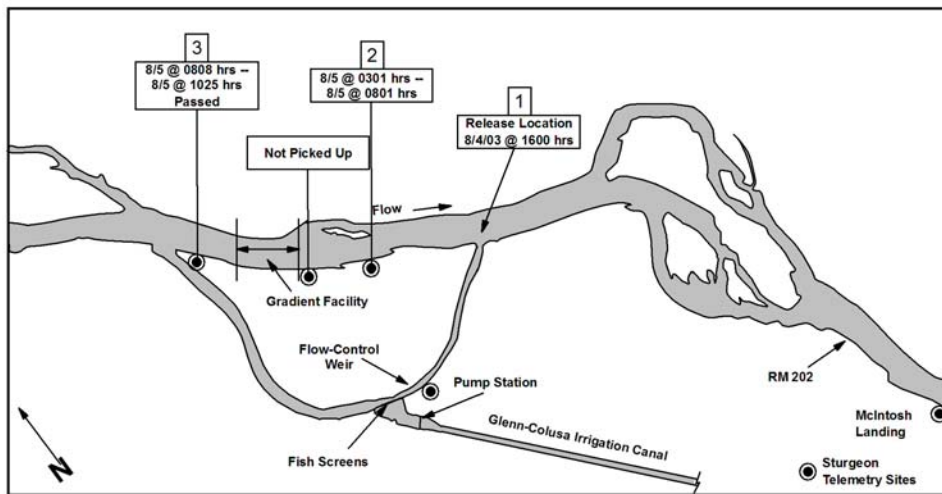 3
8/5 @ 0808 hrs --
8/5 @ 1025 hrs
Passed
2
8/5 @ 0301 hrs --
8/5 @ 0801 hrs
1
Release Location
8/4/03 @ 1600 hrs
Not Picked Up
Flow
Gradient Facility
Flow-Control
Weir
Pump Station
RM 202
McIntosh
Landing
Glenn-Colusa Irrigation Canal
Fish Screens
N
Sturgeon
Telemetry Sites